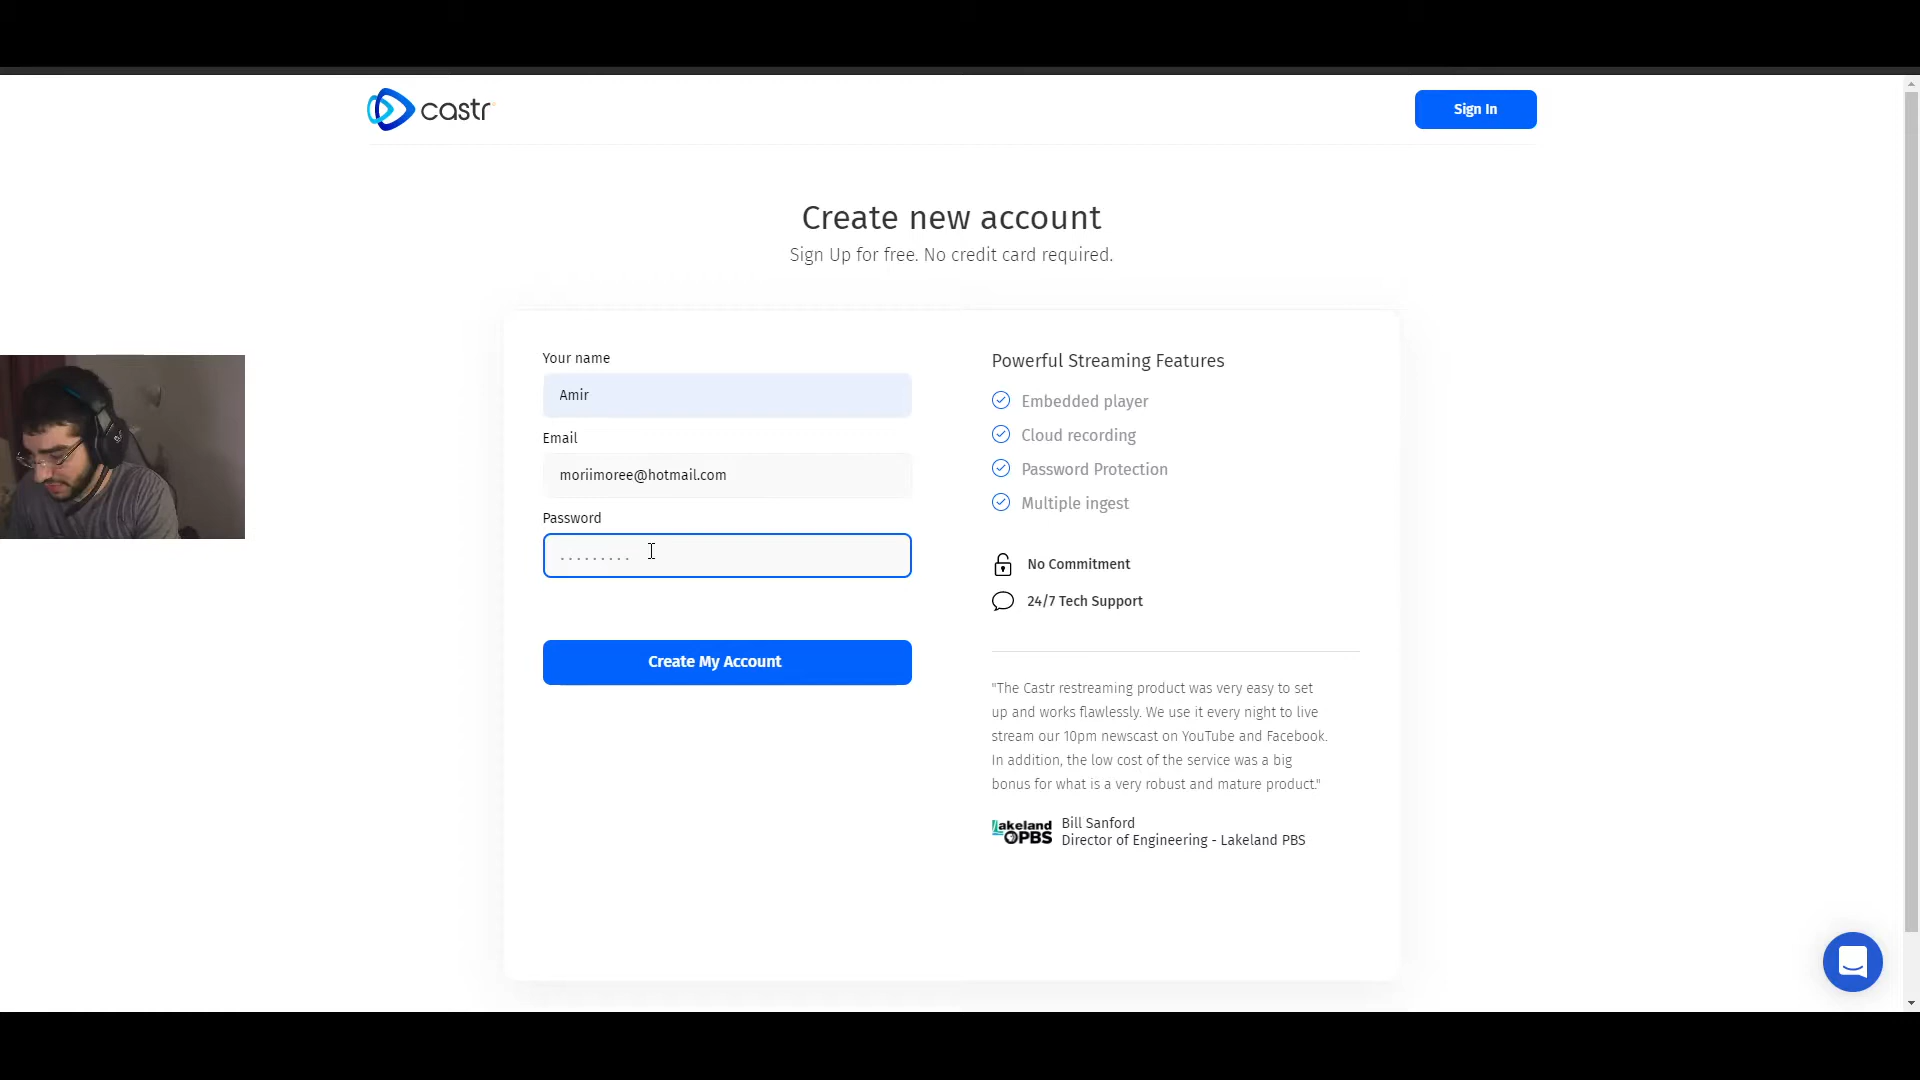 castr
Sign In
Create new account
Sign Up for free. No credit card required.
Your name
Amir
Email
moriimoree@hotmail.com
Password
.........
Create My Account
Powerful Streaming Features
Embedded player
Cloud recording
Password Protection
Multiple ingest
No Commitment
24/7 Tech Support
"The Castr restreaming product was very easy to set
up and works flawlessly. We use it every night to live
stream our 10pm newscast on YouTube and Facebook.
In addition, the low cost of the service was a big
bonus for what is a very robust and mature product."
Lakeland
PBS
Bill Sanford
Director of Engineering - Lakeland PBS